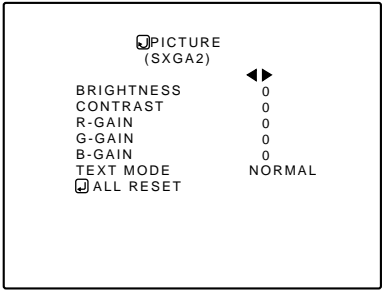 PICTURE
(SXGA2)
BRIGHTNESS 0
CONTRAST 0
R-GAIN 0
G-GAIN 0
B-GAIN 0
TEXT MODE NORMAL
ALL RESET